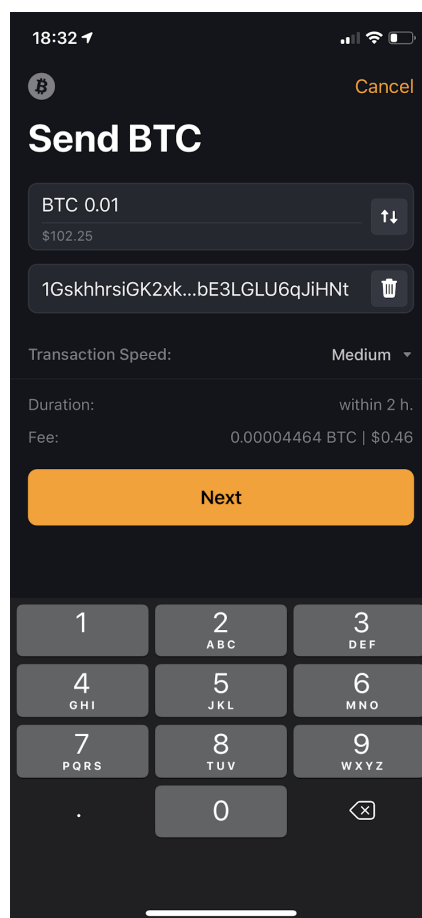 18:32
Cancel
Send BTC
BTC 0.01
$102.25
1GskhhrsiGK2xk...bE3LGLU6qJiHNt
Transaction Speed: Medium
Duration: within 2 h.
Fee: 0.00004464 BTC | $0.46
Next
1 2 3
ABC DEF
4 5 6
GHI JKL MNO
7 8 9
PQRS TUV WXYZ
. 0